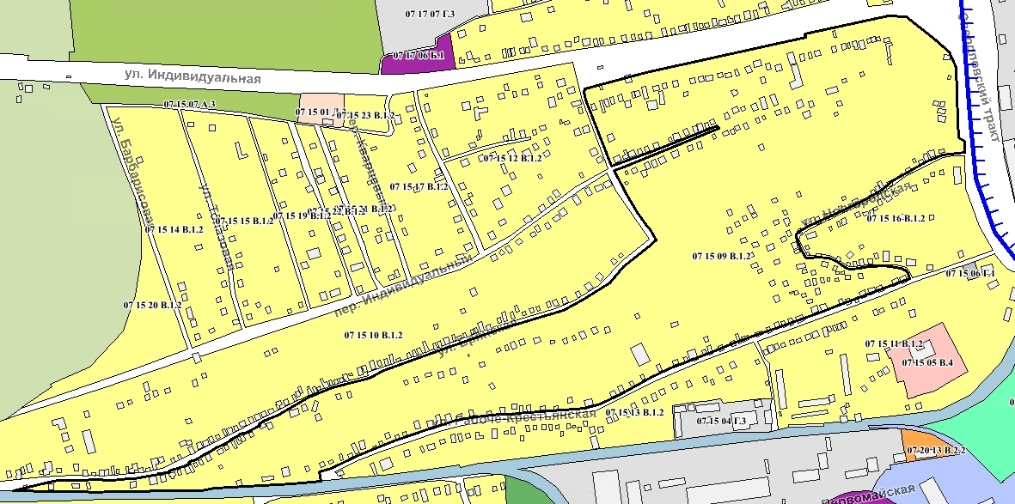 07 17 07 Г.3
07 17 06 Б.1
ул. Индивидуальная
07 15 07 А.3
07 15 01 Д
07 15 23 В.1.2
07 15 12 В.1.2
07 15 17 В.1.2
07 15 21 В.1.2
07 15 19 В.1.2
07 15 15 В.1.2
07 15 14 В.1.2
07 15 16 В.1.2
07 15 09 В.1.2
07 15 06 Г.1
пер. Индивидуальный
07 15 20 В.1.2
07 15 10 В.1.2
07 15 11 В.1.2
07 15 05 В.4
ул. Рабоче-Крестьянская
07 15 13 В.1.2
07 15 04 Г.3
07 20 13 В.2.2
Первомайская